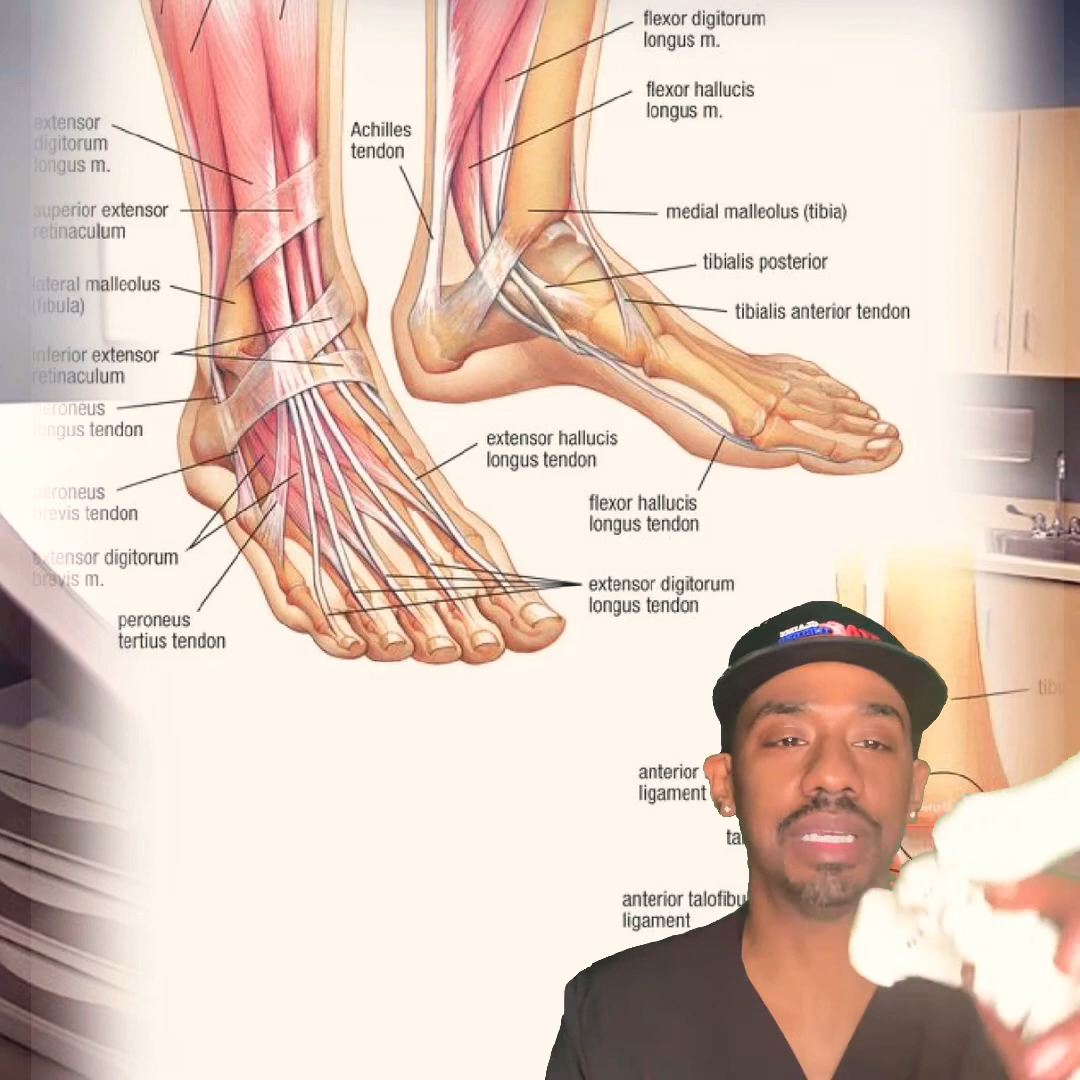 flexor digitorum
longus m.
flexor hallucis
longus m.
Achilles
tendon
extensor
digitorum
longus m.
superior extensor
retinaculum
medial malleolus (tibia)
tibialis posterior
lateral malleolus
(fibula)
tibialis anterior tendon
inferior extensor
retinaculum
peroneus
longus tendon
extensor hallucis
longus tendon
peroneus
brevis tendon
flexor hallucis
longus tendon
extensor digitorum
brevis m.
extensor digitorum
longus tendon
peroneus
tertius tendon
tib
anterior
ligament
ta
anterior talofibu
ligament